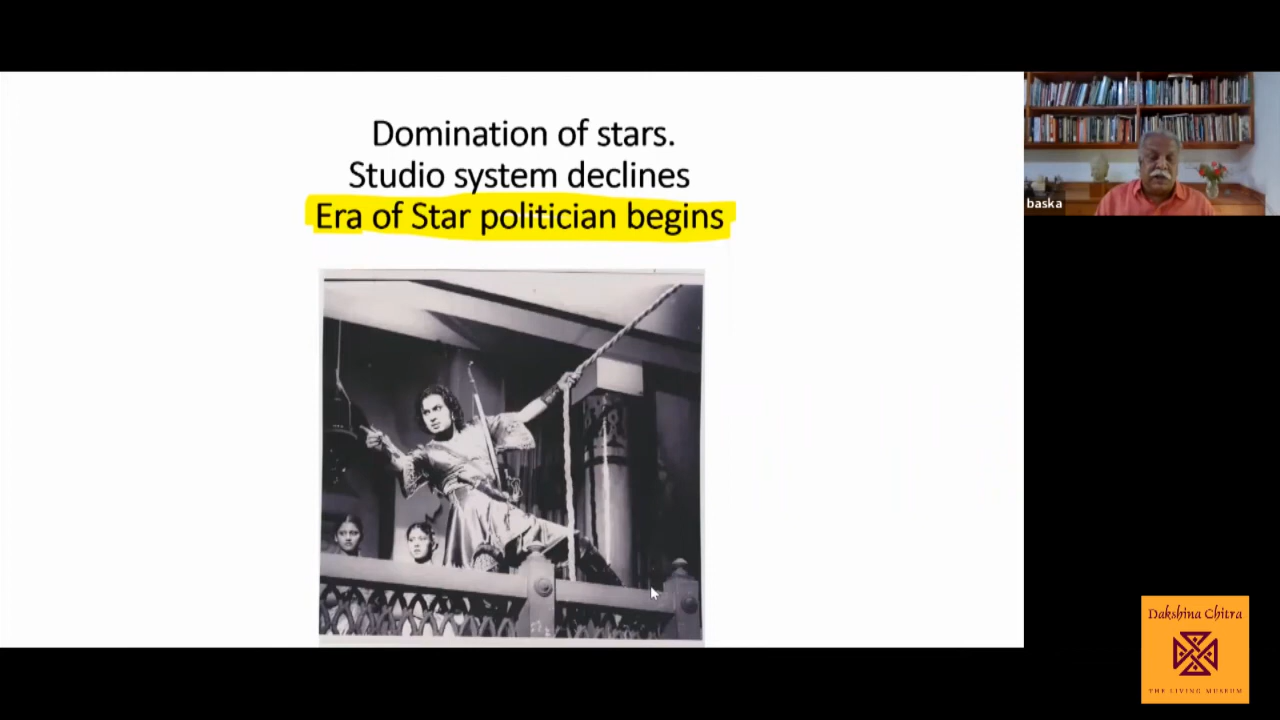 Domination of stars.
Studio system declines
Era of Star politician begins
baska
Dakshina Chitra
THE LIVING MUSEUM